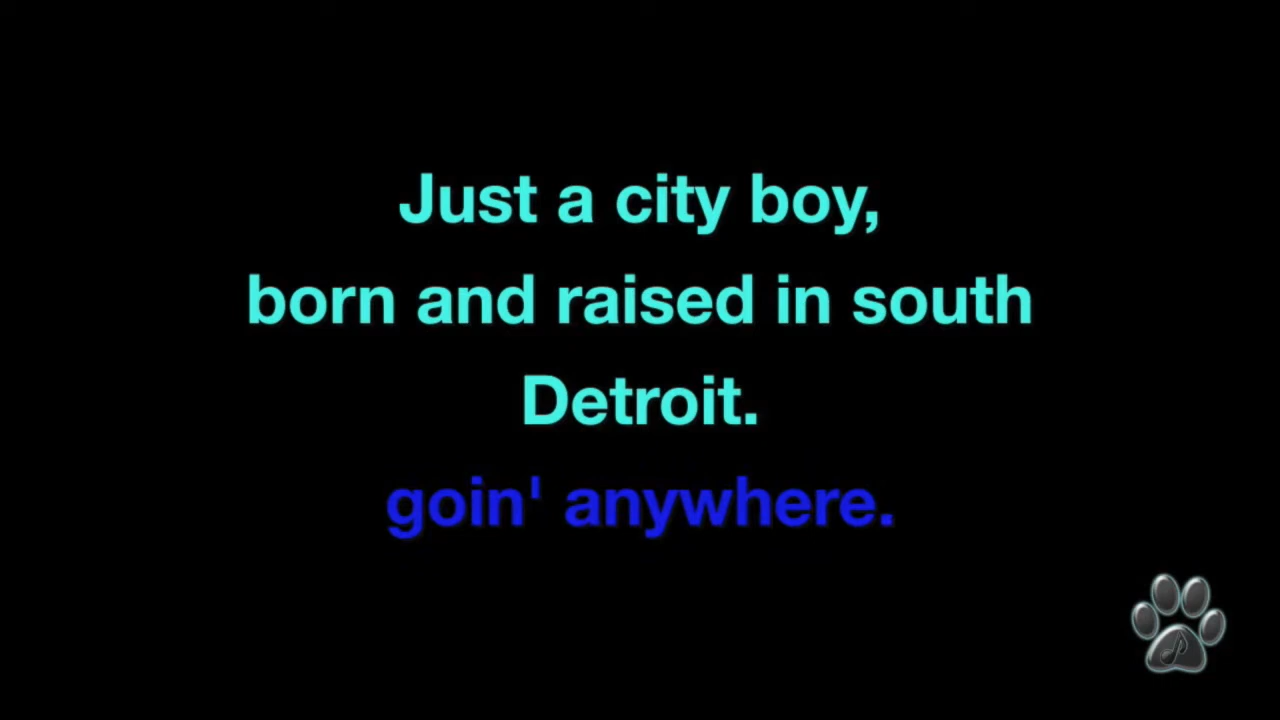 Just a city boy,
born and raised in south
Detroit.
goin' anywhere.